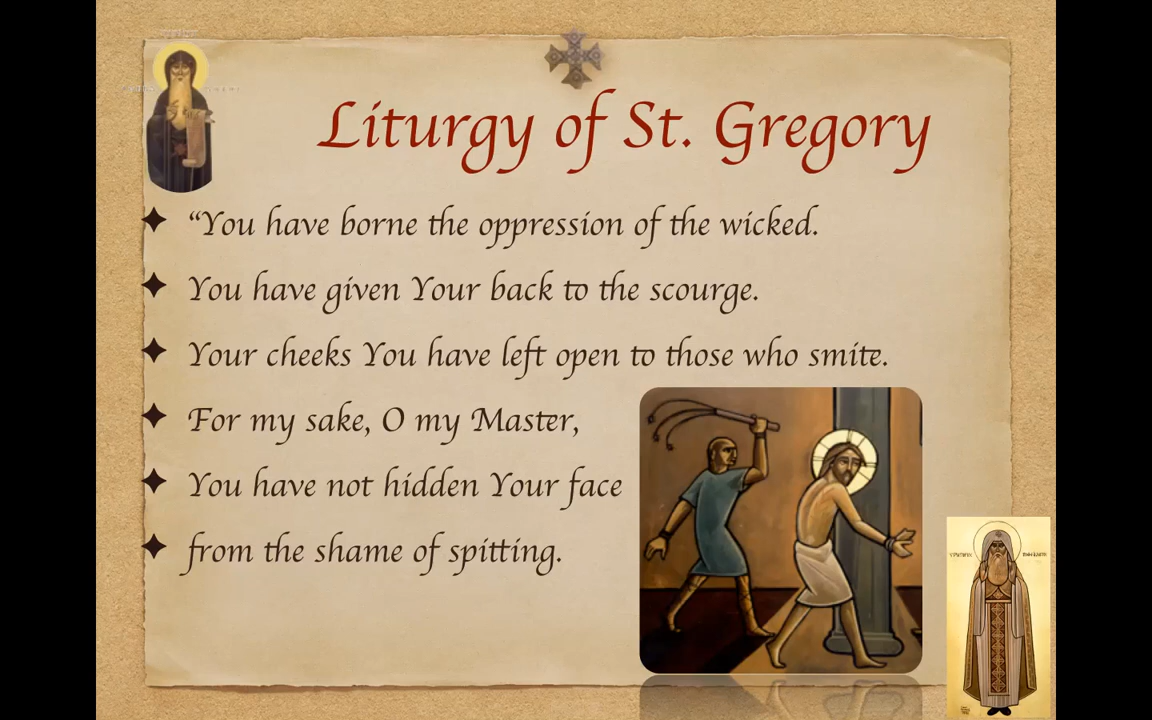 Liturgy of St. Gregory
“You have borne the oppression of the wicked.
You have given Your back to the scourge.
Your cheeks You have left open to those who smite.
For my sake, O my Master,
You have not hidden Your face
from the shame of spitting.